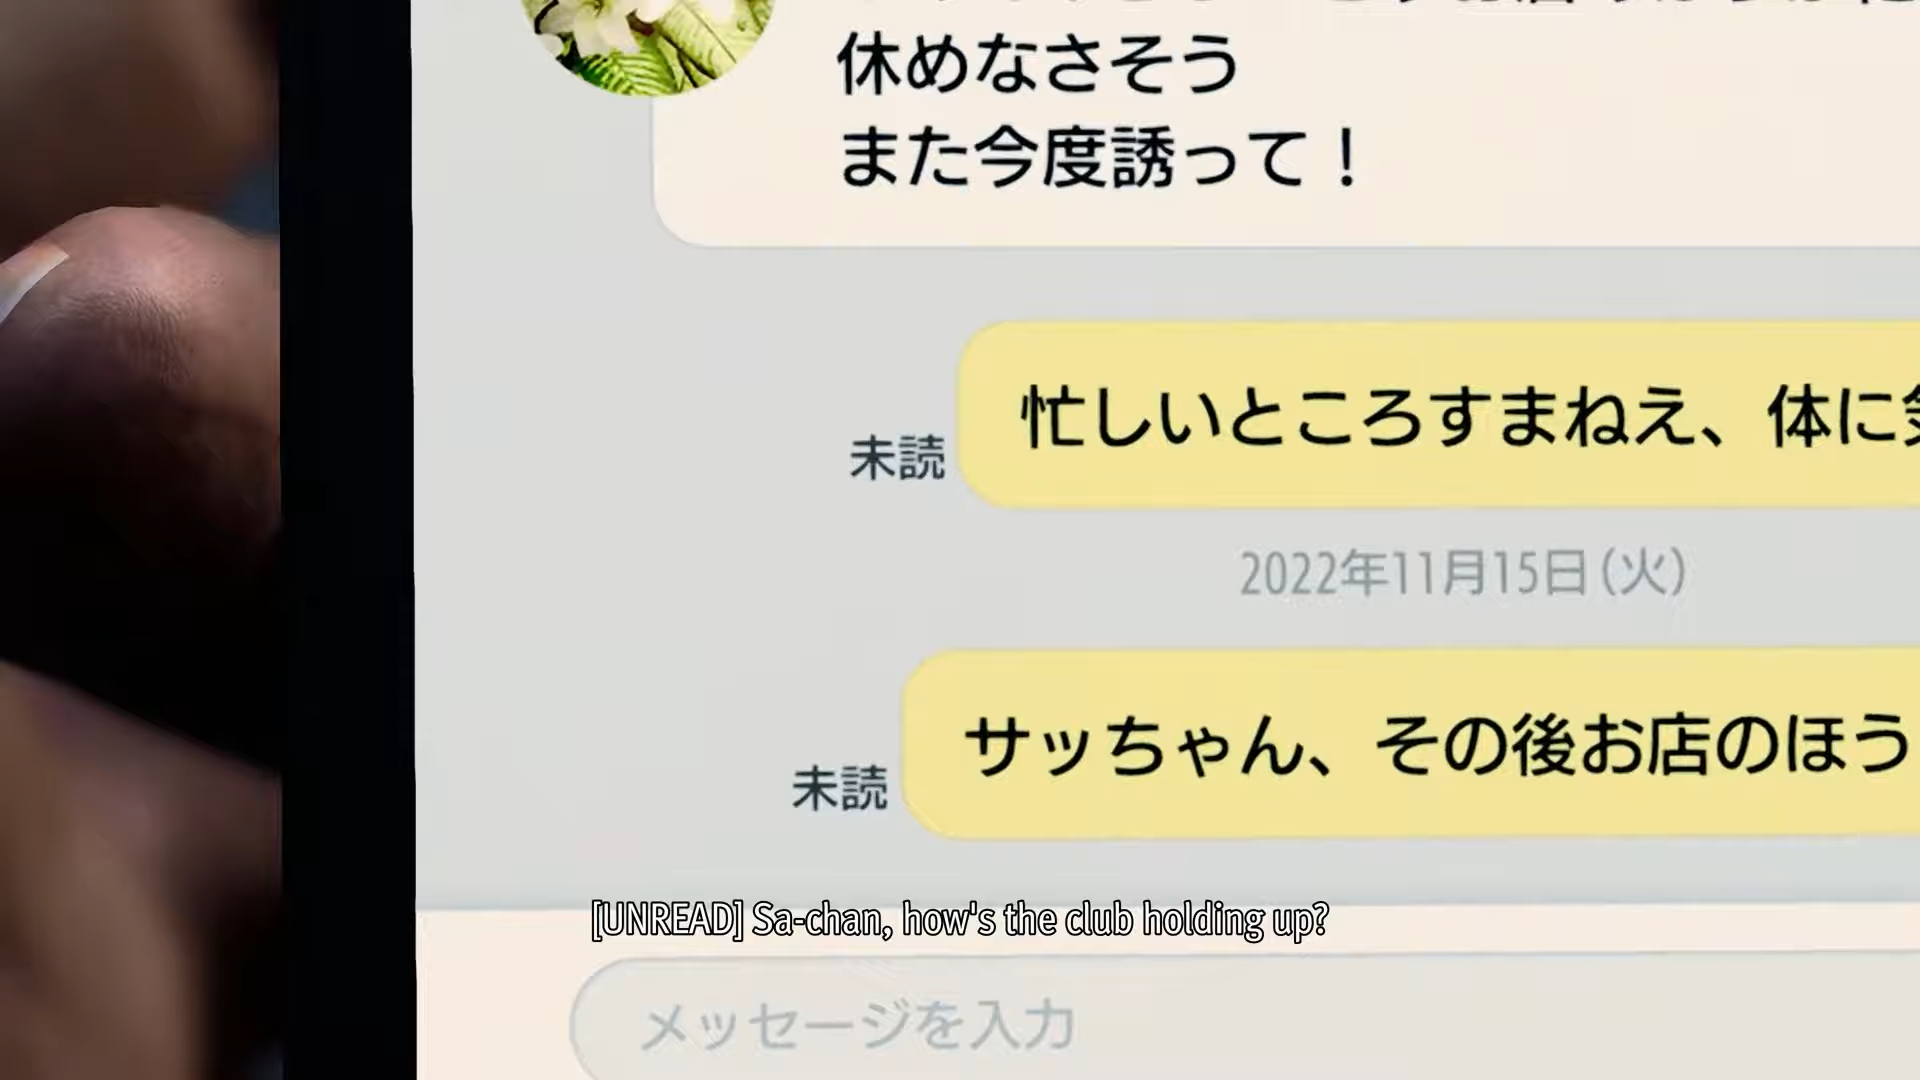 休めなさそう
また今度誘って！
忙しいところすまねえ、体に
未読
2022年11月15日（火）
サッちゃん、その後お店のほう
未読
[UNREAD] Sa-chan, how's the club holding up?
メッセージを入力